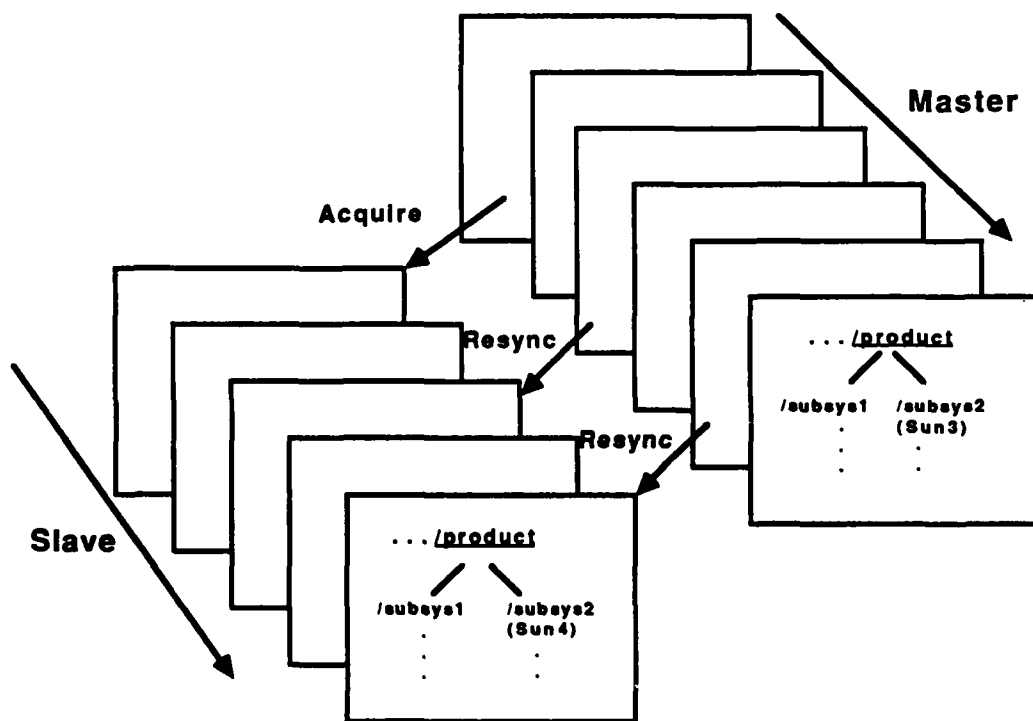 Master
Acquire
Resync
. . . /product
/subsys1 /subsys2
(Sun3)
Resync
Slave
. . . /product
/subsys1 /subsys2
(Sun4)